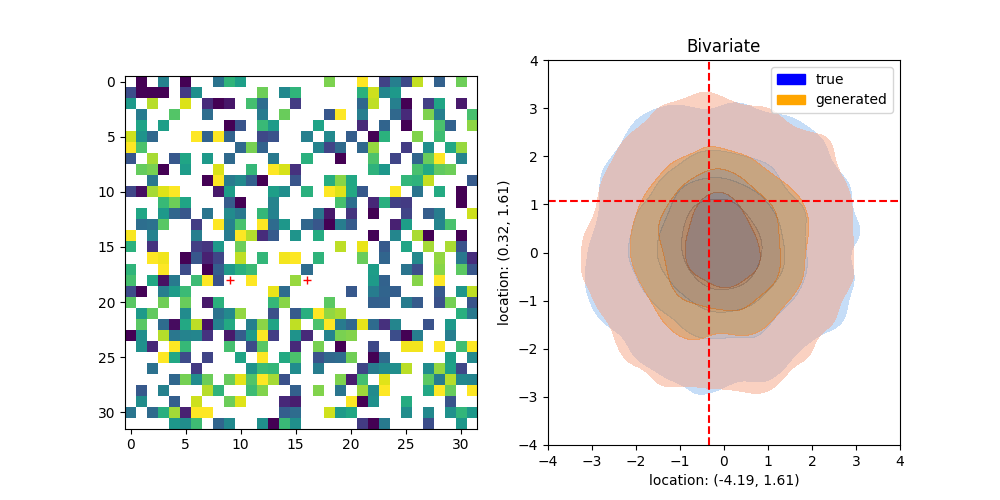 Bivariate
true
generated
0
5
10
15
20
25
30
0 5 10 15 20 25 30
location: (0.32, 1.61)
4
3
2
1
0
−1
−2
−3
−4
−4 −3 −2 −1 0 1 2 3 4
location: (-4.19, 1.61)